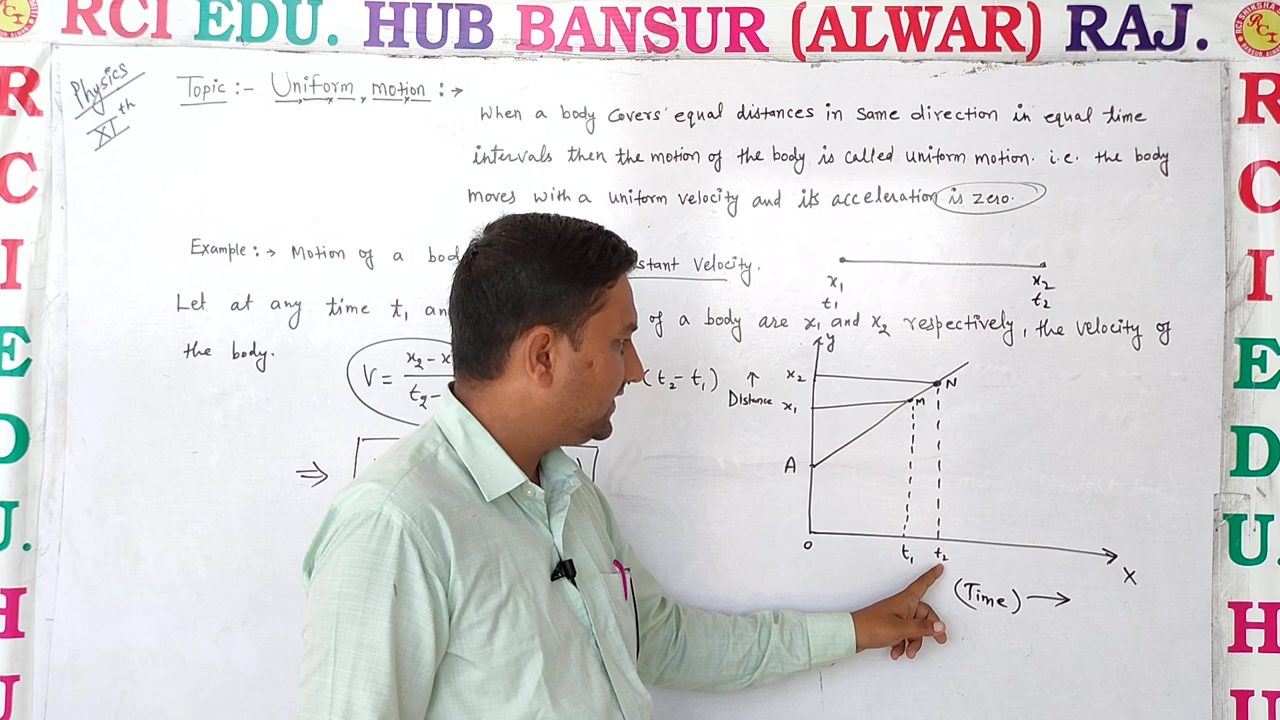 RCI EDU. HUB BANSUR (ALWAR) RAJ.
R
C
I
E
D
U.
H
U
R
C
I
E
D
U.
H
U
Physics
XIth
Topic :- Uniform motion :→
When a body covers equal distances in same direction in equal time
intervals then the motion of the body is called uniform motion. i.e. the body
moves with a uniform velocity and its acceleration is zero.
Example :→ Motion of a bod stant velocity.
x₁ x₂
t₁ t₂
Let at any time t₁ an of a body are x₁ and x₂ respectively, the velocity of
the body.
V = x₂ - x
t₂ -
(t₂ - t₁)
⇒
y
↑
Distance
x₂
N
x₁
M
A
O
t₁ t₂
X
(Time) →